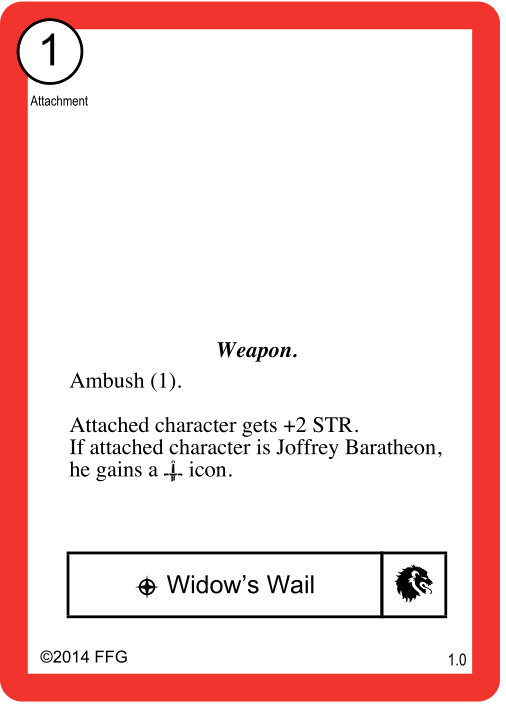 1
Attachment
Weapon.
Ambush (1).
Attached character gets +2 STR.
If attached character is Joffrey Baratheon,
he gains a icon.
Widow’s Wail
©2014 FFG
1.0